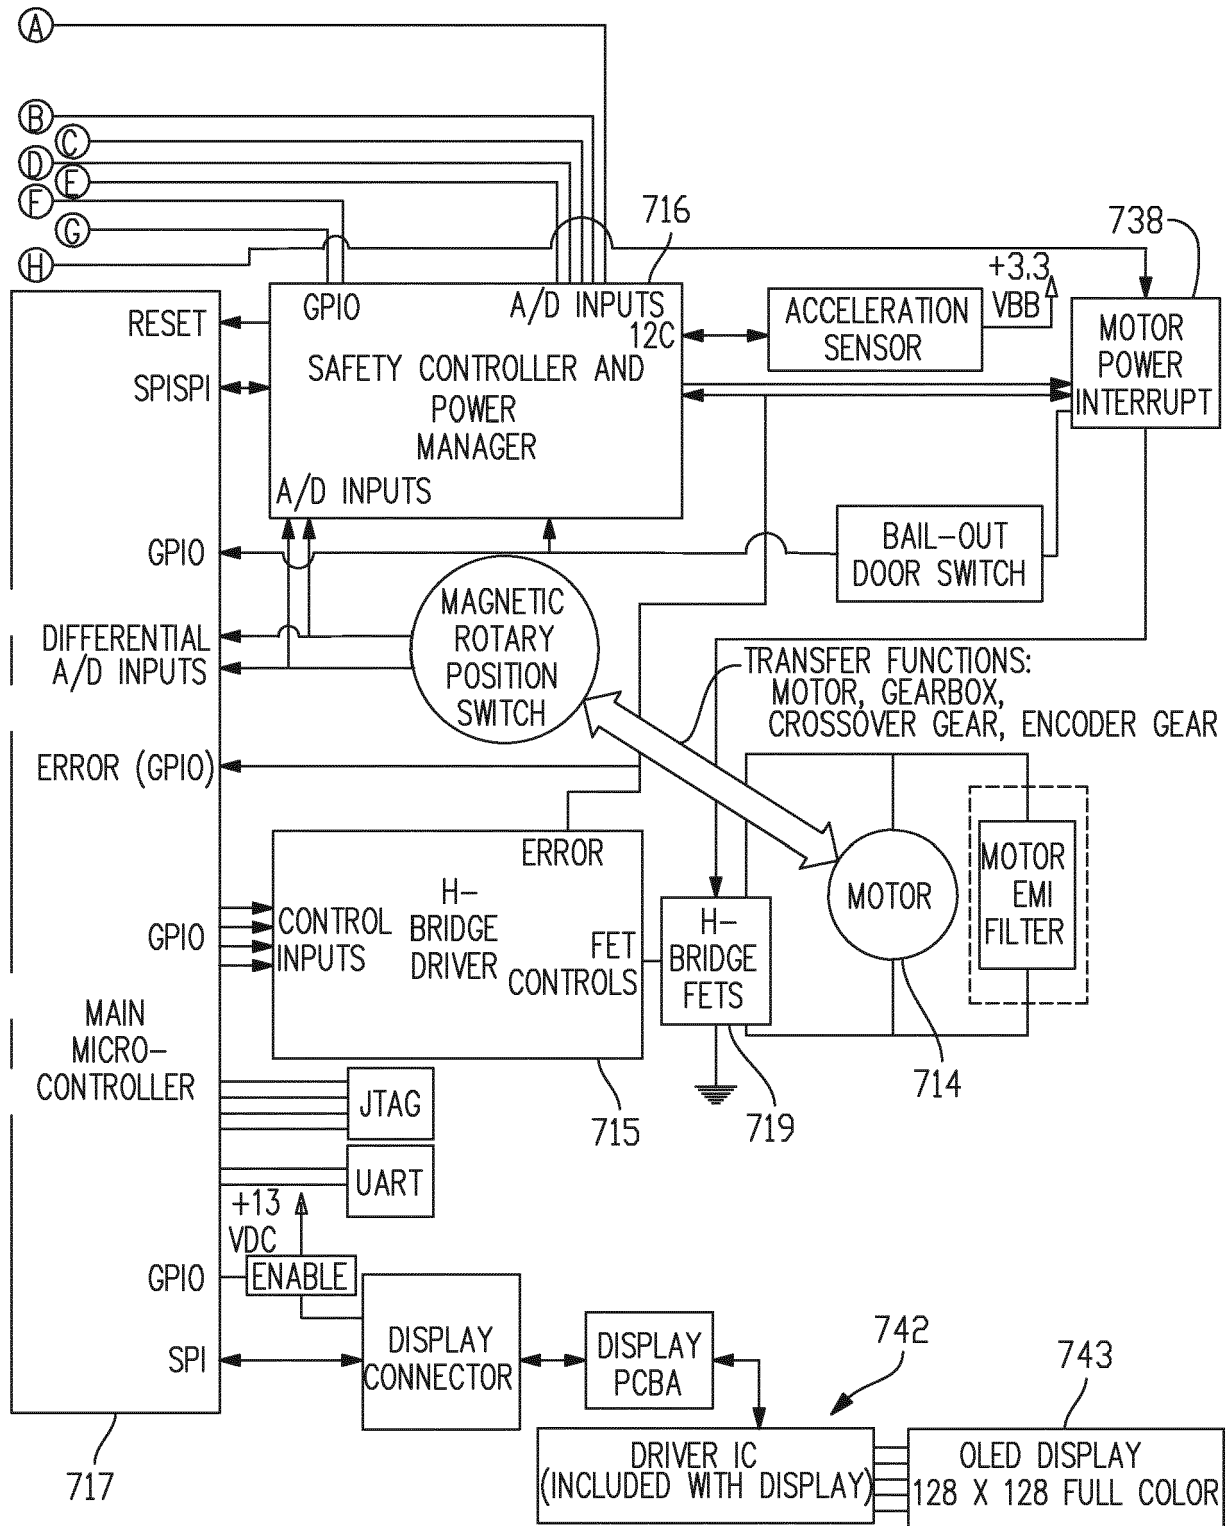 A
B
C
D
E
F
G
H
716
738
GPIO
A/D INPUTS
12C
RESET
SPISPI
SAFETY CONTROLLER AND
POWER
MANAGER
A/D INPUTS
ACCELERATION
SENSOR
+3.3
VBB
MOTOR
POWER
INTERRUPT
GPIO
BAIL-OUT
DOOR SWITCH
DIFFERENTIAL
A/D INPUTS
MAGNETIC
ROTARY
POSITION
SWITCH
TRANSFER FUNCTIONS:
MOTOR, GEARBOX,
CROSSOVER GEAR, ENCODER GEAR
ERROR (GPIO)
ERROR
H-
BRIDGE
DRIVER
GPIO
CONTROL
INPUTS
FET
CONTROLS
H-
BRIDGE
FETS
MOTOR
MOTOR
EMI
FILTER
MAIN
MICRO-
CONTROLLER
JTAG
715
719
714
UART
+13
VDC
GPIO
ENABLE
SPI
DISPLAY
CONNECTOR
DISPLAY
PCBA
742
743
DRIVER IC
(INCLUDED WITH DISPLAY)
OLED DISPLAY
128 X 128 FULL COLOR
717